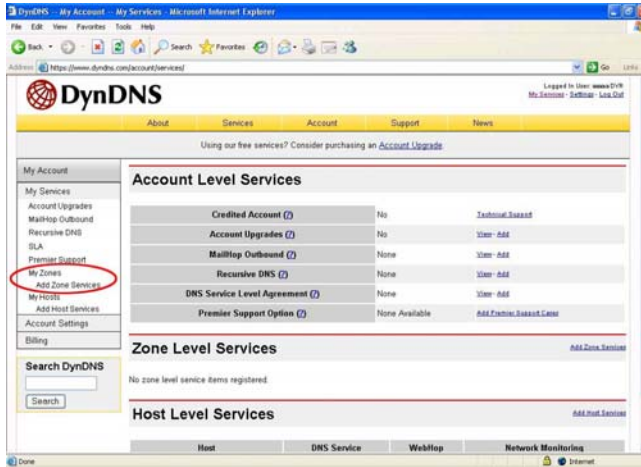 DynDNS -- My Account -- My Services - Microsoft Internet Explorer
File Edit View Favorites Tools Help
Back Search Favorites
Address https://www.dyndns.com/account/services/ Go Links
DynDNS
Logged In User: DVR
My Services - Settings - Log Out
About Services Account Support News
Using our free services? Consider purchasing an Account Upgrade.
My Account
My Services
Account Upgrades
MailHop Outbound
Recursive DNS
SLA
Premier Support
My Zones
Add Zone Services
My Hosts
Add Host Services
Account Settings
Billing
Search DynDNS
Search
Account Level Services
Credited Account (?) No Technical Support
Account Upgrades (?) No View - Add
MailHop Outbound (?) None View - Add
Recursive DNS (?) None View - Add
DNS Service Level Agreement (?) None View - Add
Premier Support Option (?) None Available Add Premier Support Cases
Zone Level Services Add Zone Services
No zone level service items registered.
Host Level Services Add Host Services
Host DNS Service WebHop Network Monitoring
Done Internet